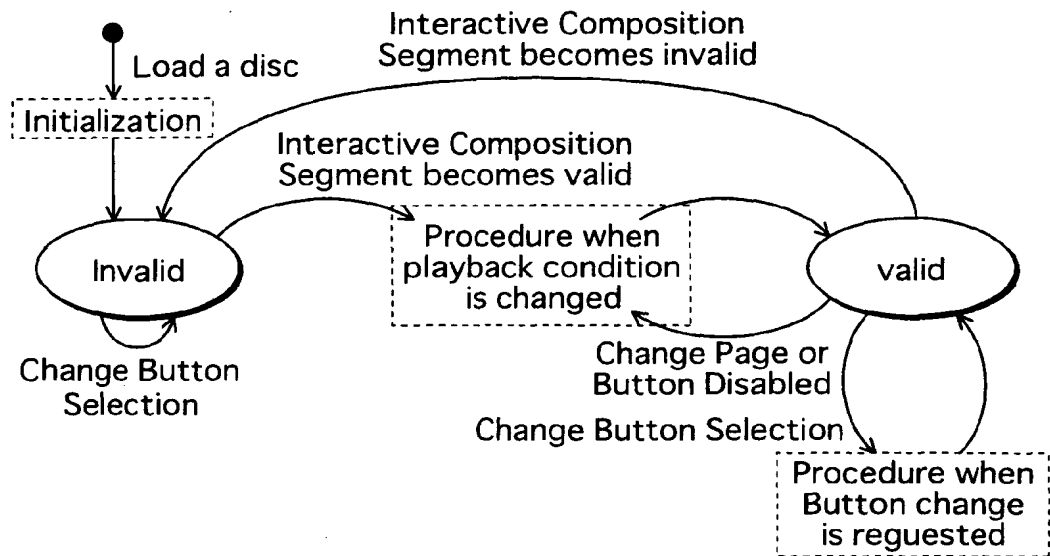 Interactive Composition
Segment becomes invalid
Load a disc
Initialization
Interactive Composition
Segment becomes valid
Invalid
Procedure when
playback condition
is changed
valid
Change Button
Selection
Change Page or
Button Disabled
Change Button Selection
Procedure when
Button change
is reguested